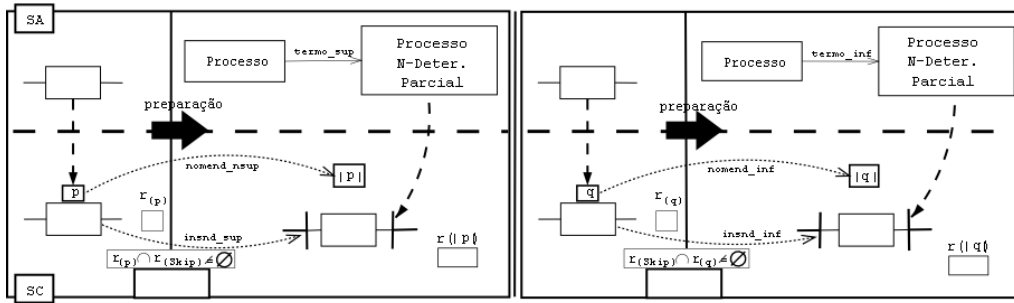 SA
Processo
termo_sup
Processo
N-Deter.
Parcial
preparação
nomend_nsup
|p|
p
r(p)
insnd_sup
r(|p|)
r(p)∩ r(Skip)≠∅
SC
Processo
termo_inf
Processo
N-Deter.
Parcial
preparação
nomend_inf
|q|
q
r(q)
insnd_inf
r(|q|)
r(Skip)∩ r(q)≠∅